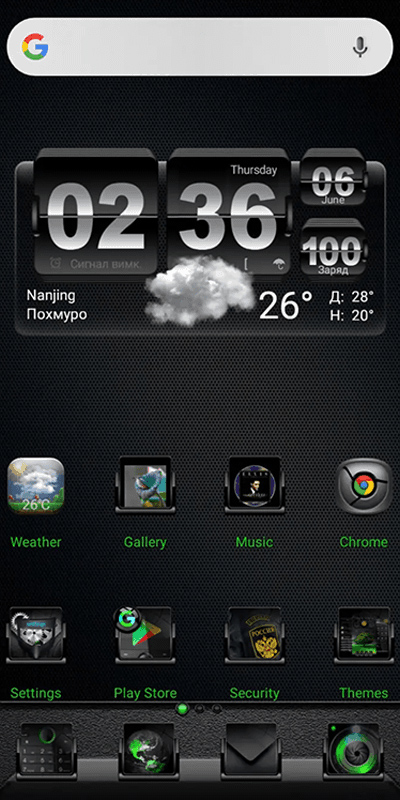 02 36
Thursday
06
June
100
Заряд
Сигнал вимк.
Nanjing
Похмуро
26°
Д: 28°
Н: 20°
26°C
Weather
Gallery
Music
Chrome
Settings
Play Store
РОССИЯ
Security
Themes